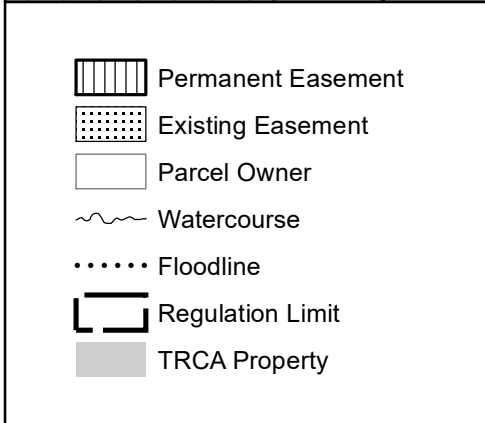 Permanent Easement
Existing Easement
Parcel Owner
Watercourse
Floodline
Regulation Limit
TRCA Property